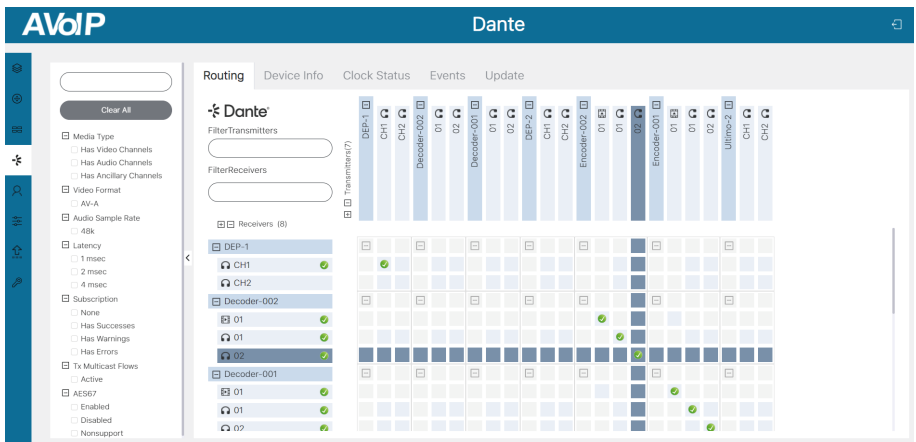 AVoIP
Dante
Clear All
Media Type
Has Video Channels
Has Audio Channels
Has Ancillary Channels
Video Format
AV-A
Audio Sample Rate
48k
Latency
1 msec
2 msec
4 msec
Subscription
None
Has Successes
Has Warnings
Has Errors
Tx Multicast Flows
Active
AES67
Enabled
Disabled
Nonsupport
Routing Device Info Clock Status Events Update
Dante
FilterTransmitters
FilterReceivers
Receivers (8)
Transmitters(7)
DEP-1
CH1
CH2
Decoder-002
01
01
02
Decoder-001
01
01
02
DEP-2
CH1
CH2
Encoder-002
01
01
02
Encoder-001
01
01
02
Ultimo-2
CH1
CH2
DEP-1
CH1
CH2
Decoder-002
01
01
02
Decoder-001
01
01
02